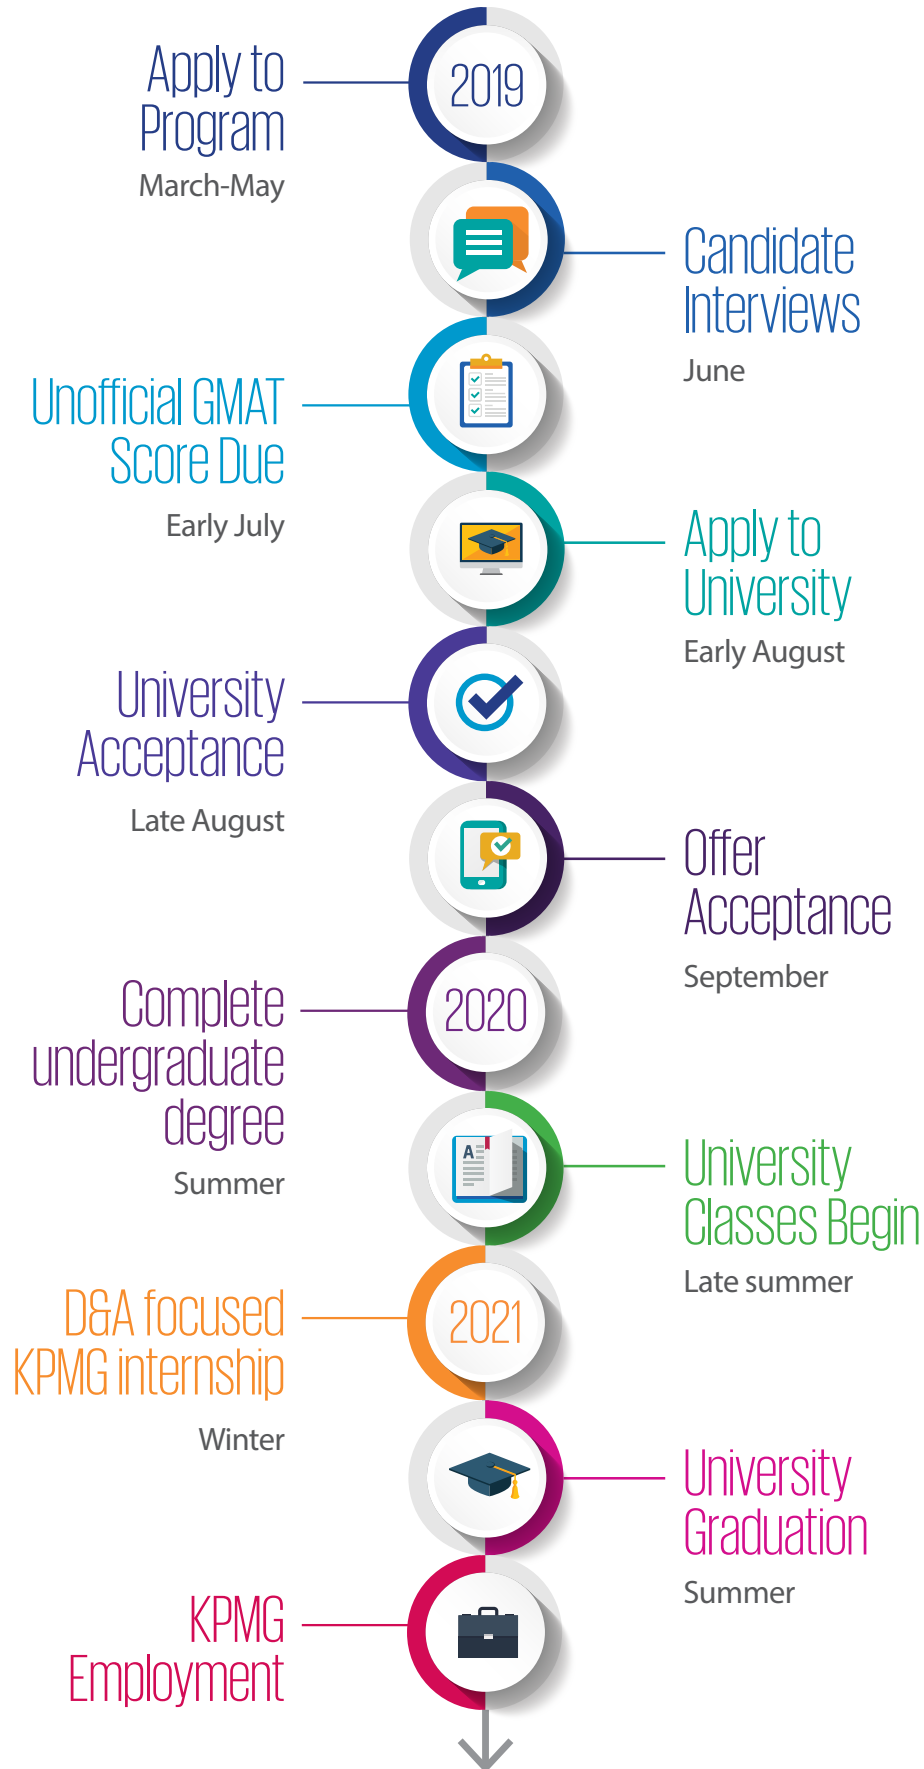 2019
Apply to
Program
March-May
Candidate
Interviews
June
Unofficial GMAT
Score Due
Early July
Apply to
University
Early August
University
Acceptance
Late August
Offer
Acceptance
September
2020
Complete
undergraduate
degree
Summer
A
University
Classes Begin
Late summer
2021
D&A focused
KPMG internship
Winter
University
Graduation
Summer
KPMG
Employment